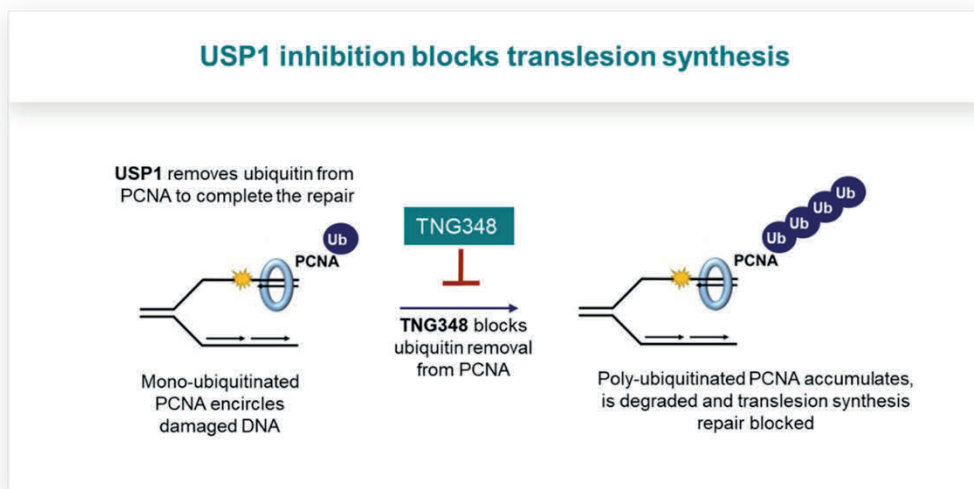 USP1 inhibition blocks translesion synthesis
USP1 removes ubiquitin from
PCNA to complete the repair
Ub
PCNA
Mono-ubiquitinated
PCNA encircles
damaged DNA
TNG348
TNG348 blocks
ubiquitin removal
from PCNA
Ub
Ub
Ub
Ub
PCNA
Poly-ubiquitinated PCNA accumulates,
is degraded and translesion synthesis
repair blocked